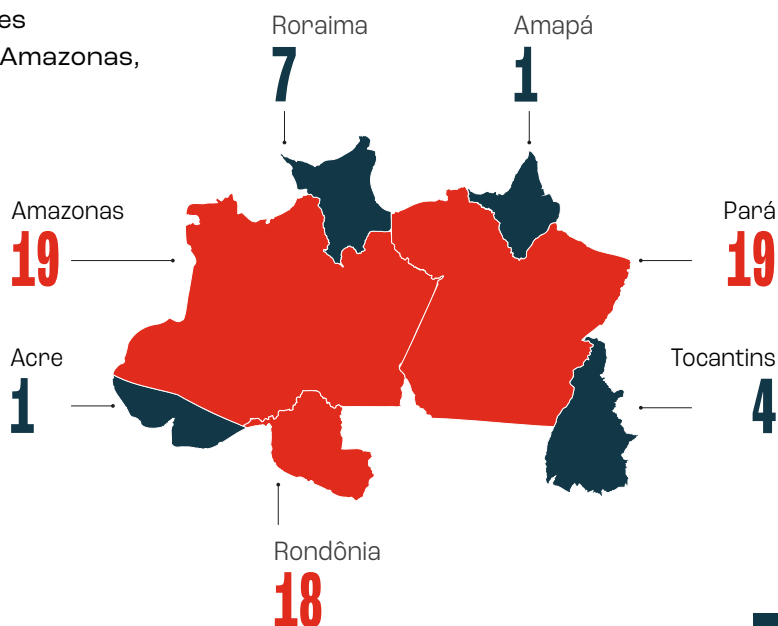 es
Amazonas,
Roraima
7
Amapá
1
Amazonas
19
Pará
19
Acre
1
Tocantins
4
Rondônia
18